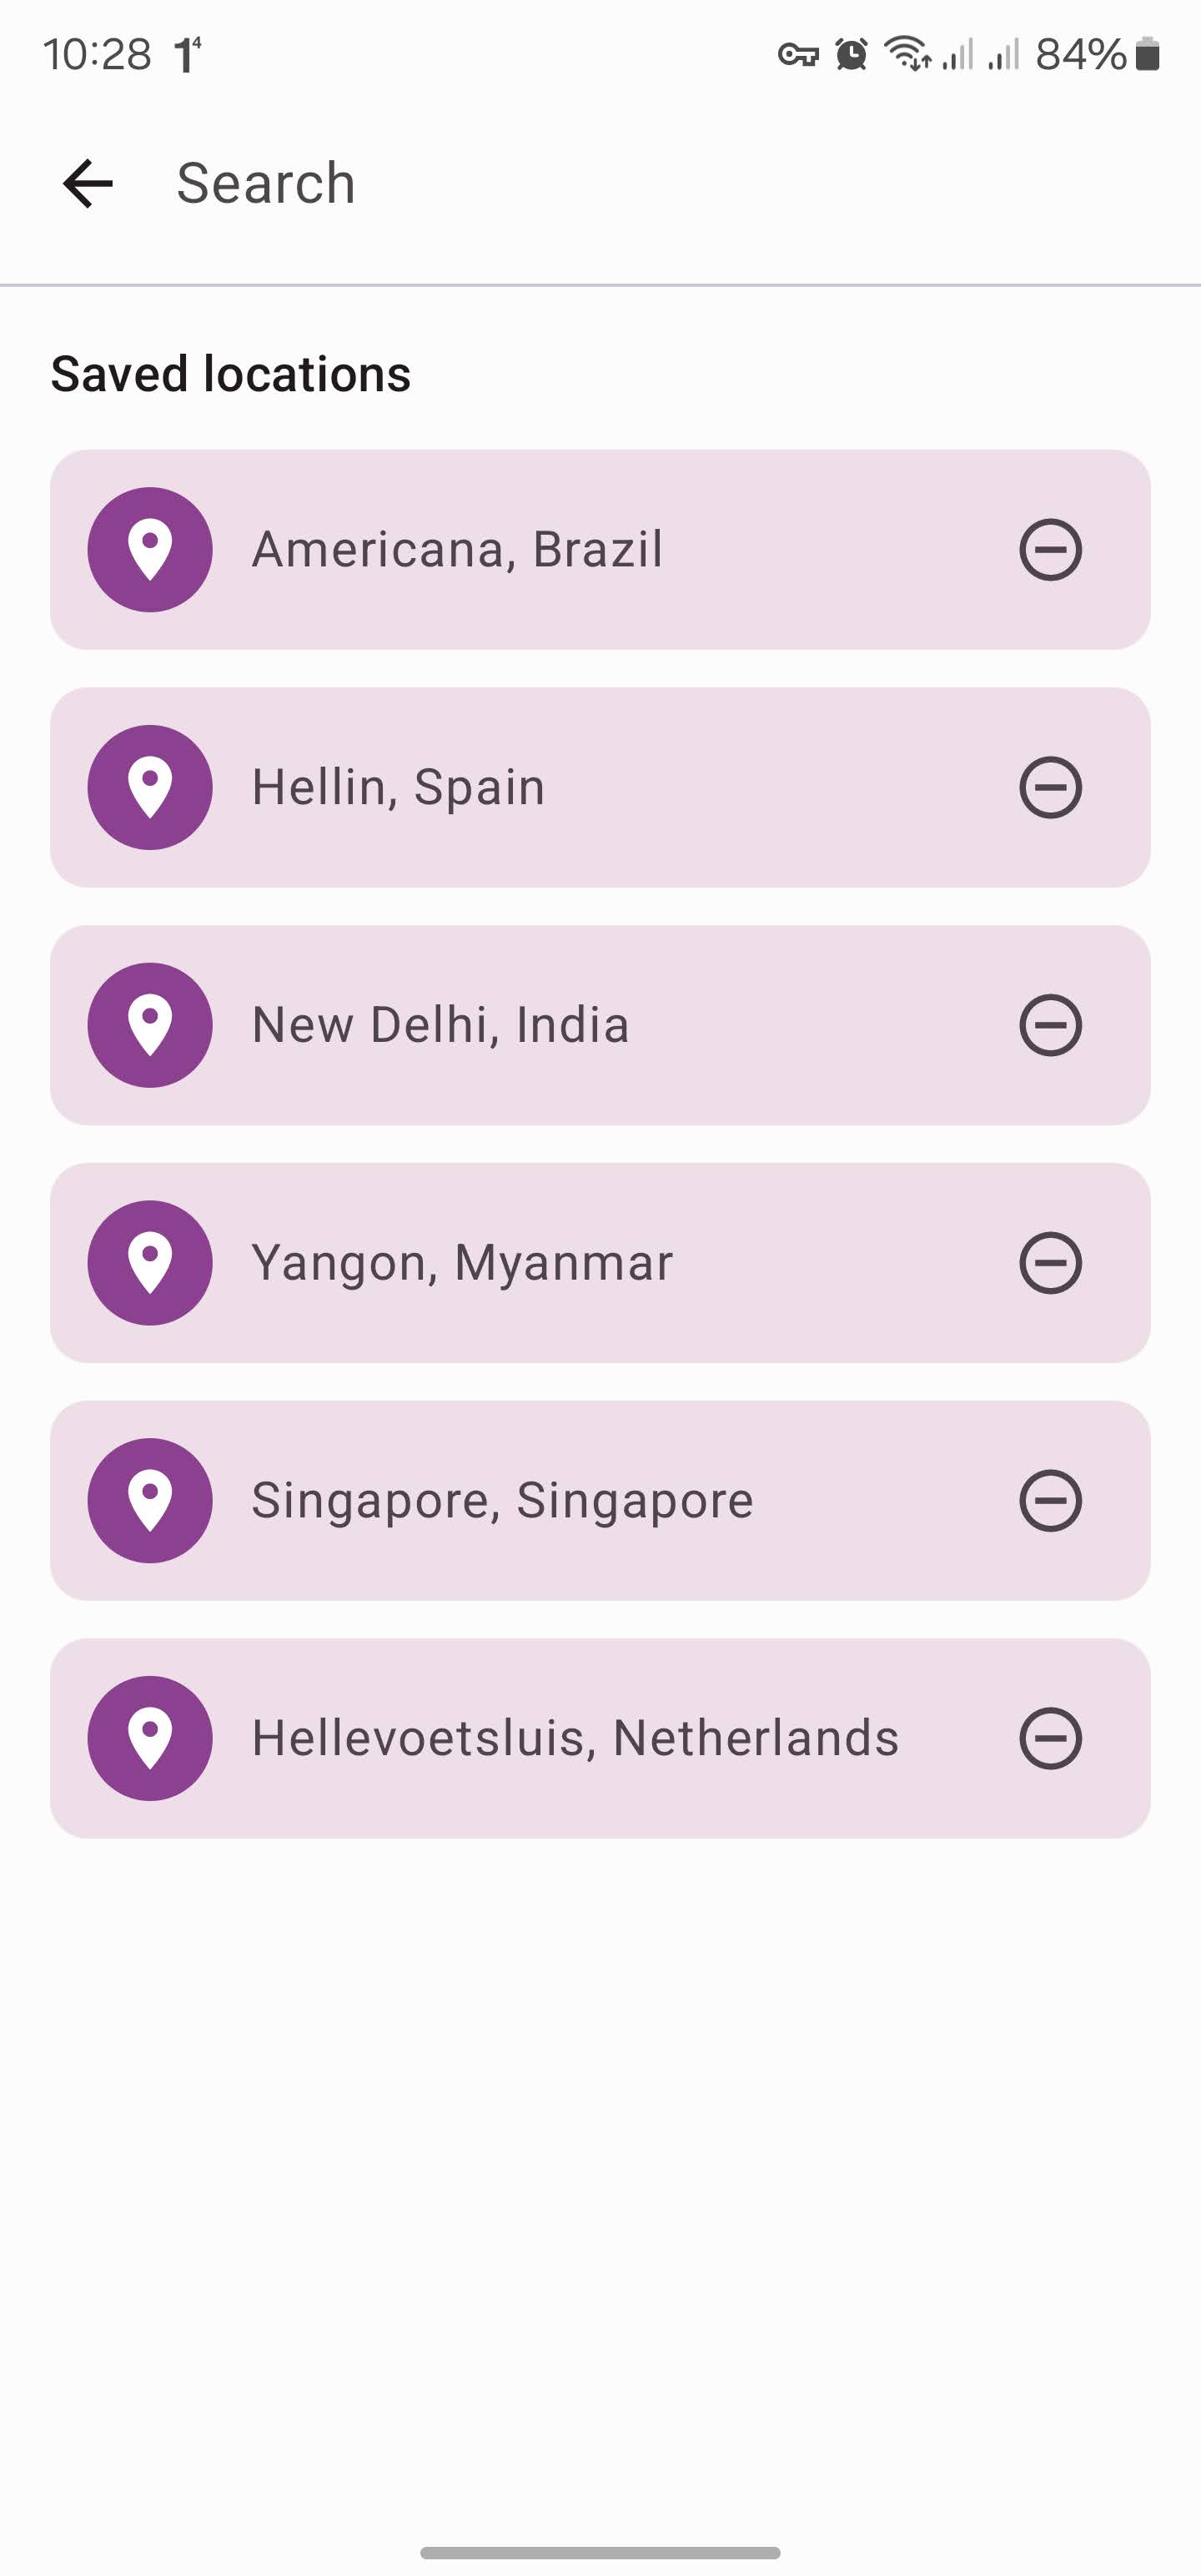 10:28 1⁴ 84%
Search
Saved locations
Americana, Brazil
Hellin, Spain
New Delhi, India
Yangon, Myanmar
Singapore, Singapore
Hellevoetsluis, Netherlands